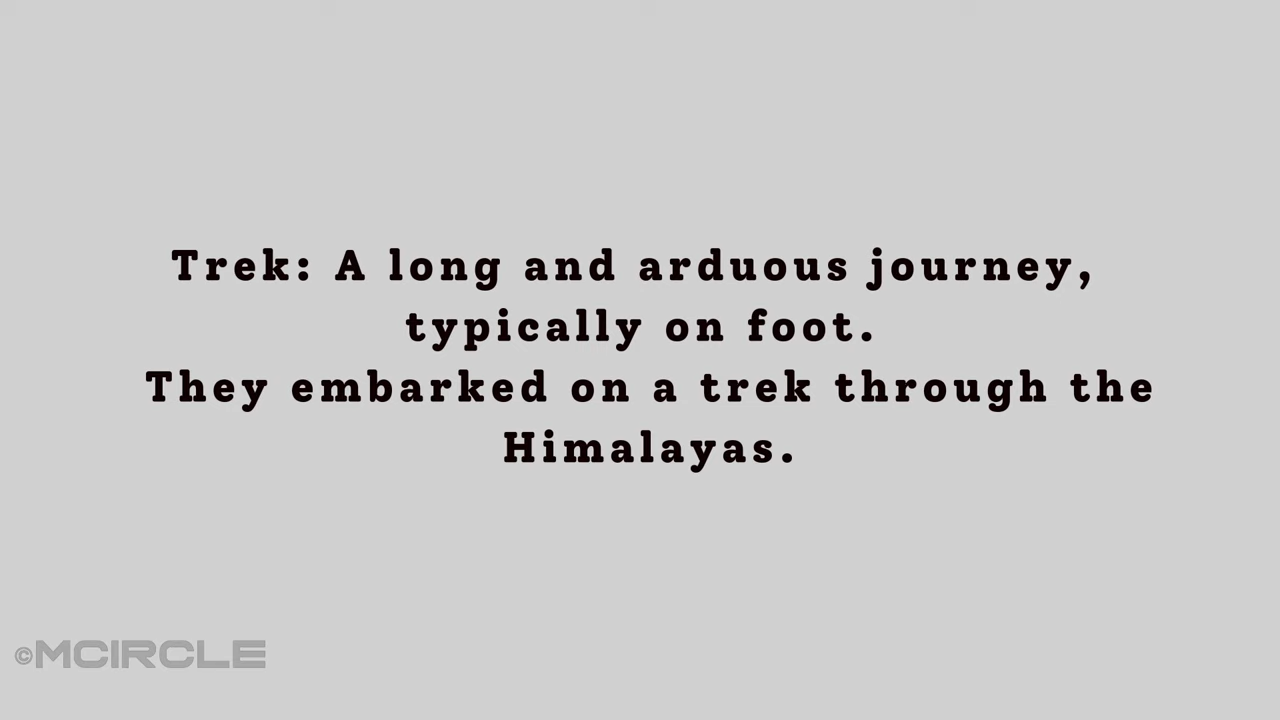 Trek: A long and arduous journey,
typically on foot.
They embarked on a trek through the
Himalayas.
©MCIRCLE